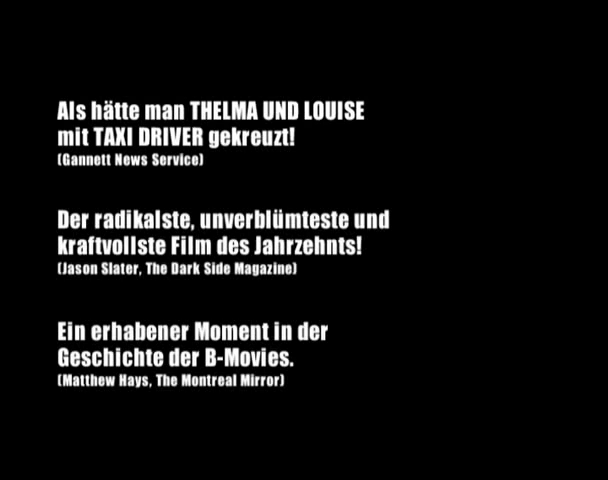 Als hätte man THELMA UND LOUISE
mit TAXI DRIVER gekreuzt!
(Gannett News Service)
Der radikalste, unverblümteste und
kraftvollste Film des Jahrzehnts!
(Jason Slater, The Dark Side Magazine)
Ein erhabener Moment in der
Geschichte der B-Movies.
(Matthew Hays, The Montreal Mirror)